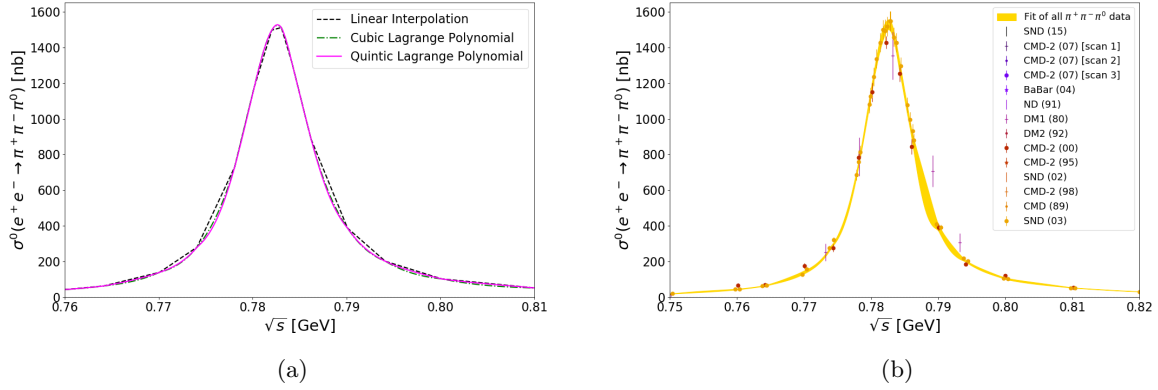 Linear Interpolation
Cubic Lagrange Polynomial
Quintic Lagrange Polynomial
σ⁰(e⁺e⁻ → π⁺π⁻π⁰) [nb]
1600
1400
1200
1000
800
600
400
200
0
0.76 0.77 0.78 0.79 0.80 0.81
√s [GeV]
(a)
Fit of all π⁺π⁻π⁰ data
SND (15)
CMD-2 (07) [scan 1]
CMD-2 (07) [scan 2]
CMD-2 (07) [scan 3]
BaBar (04)
ND (91)
DM1 (80)
DM2 (92)
CMD-2 (00)
CMD-2 (95)
SND (02)
CMD-2 (98)
CMD (89)
SND (03)
σ⁰(e⁺e⁻ → π⁺π⁻π⁰) [nb]
1600
1400
1200
1000
800
600
400
200
0
0.75 0.76 0.77 0.78 0.79 0.80 0.81 0.82
√s [GeV]
(b)